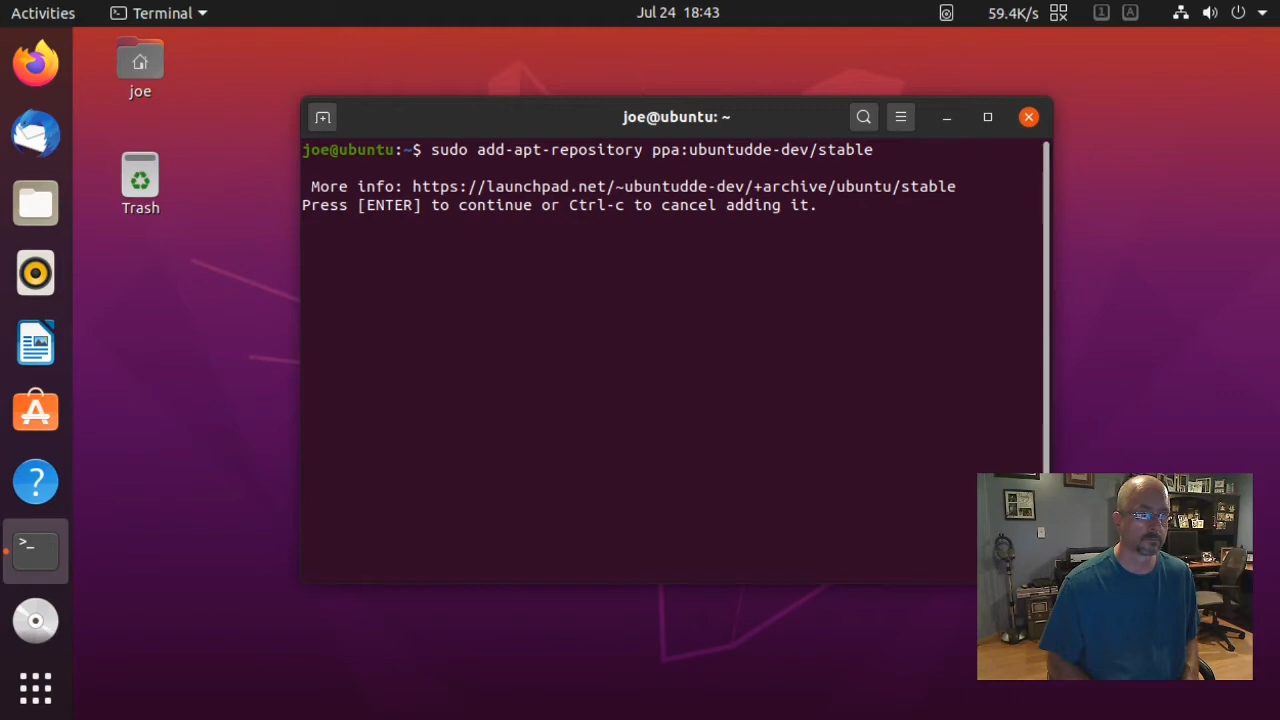 Activities
Terminal
Jul 24 18:43
59.4K/s
1
A
joe
Trash
joe@ubuntu: ~
joe@ubuntu:~$ sudo add-apt-repository ppa:ubuntudde-dev/stable
More info: https://launchpad.net/~ubuntudde-dev/+archive/ubuntu/stable
Press [ENTER] to continue or Ctrl-c to cancel adding it.
>_
?